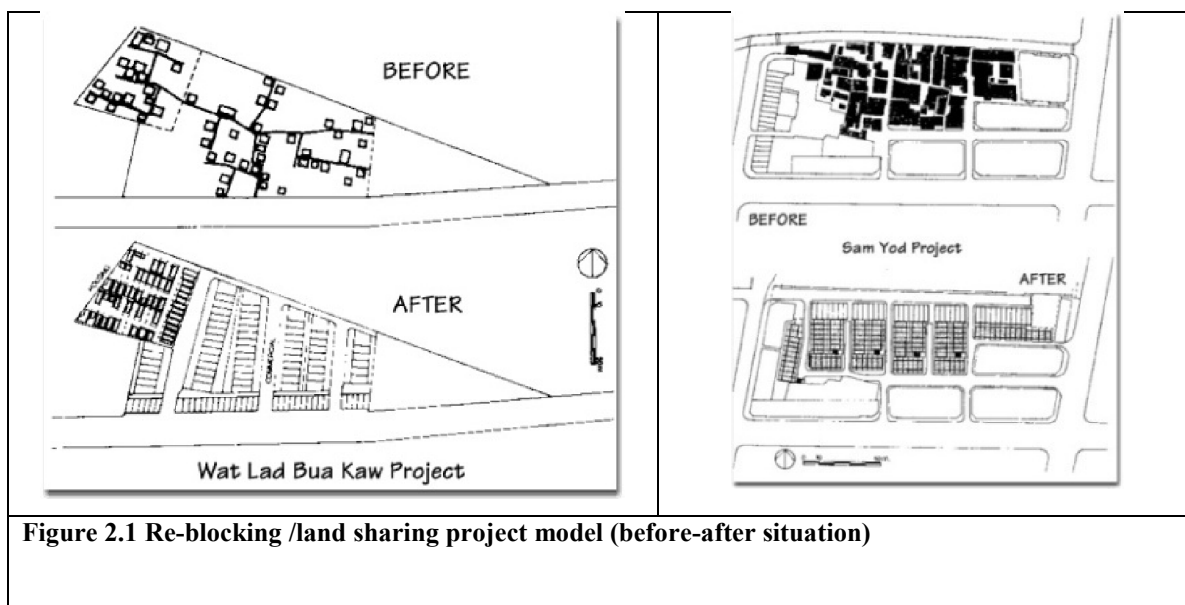 BEFORE
AFTER
COMMERCIAL
Wat Lad Bua Kaw Project
BEFORE
Sam Yod Project
AFTER
Figure 2.1 Re-blocking /land sharing project model (before-after situation)